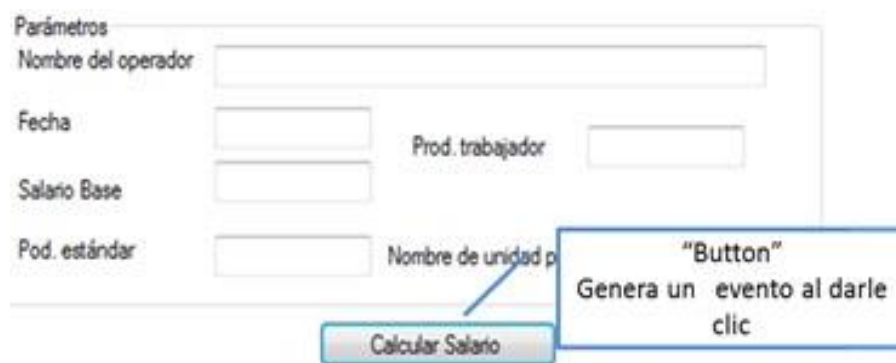 Parámetros
Nombre del operador
Fecha
Prod. trabajador
Salario Base
Pod. estándar
Nombre de unidad p
"Button"
Genera un evento al darle
clic
Calcular Salario